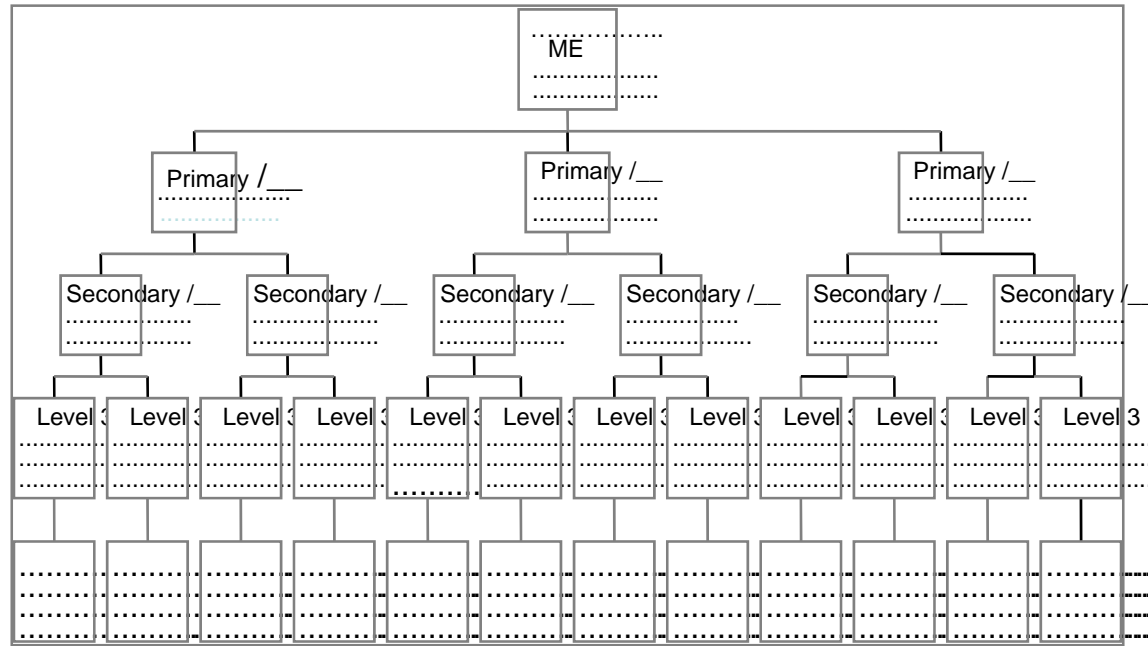 ………………..
ME
...................
...................
Primary /__ Primary /__ Primary /__
.................... ................... ..................
.................. ................... ...................
Secondary /__ Secondary /__ Secondary /__ Secondary /__ Secondary /__ Secondary /__
................... ................... ................... ................. ................... ...................
................... ................... ................... ................... ................... ...................
Level 3 Level 3 Level 3 Level 3 Level 3 Level 3 Level 3 Level 3 Level 3 Level 3 Level 3 Level 3